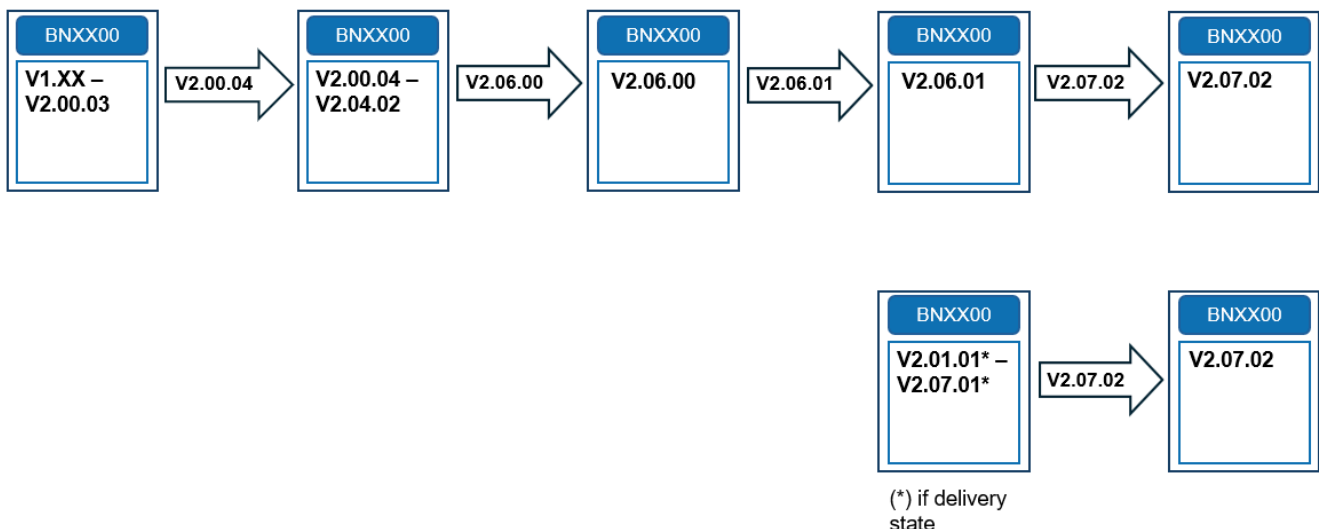 BNXX00
V1.XX –
V2.00.03
V2.00.04
BNXX00
V2.00.04 –
V2.04.02
V2.06.00
BNXX00
V2.06.00
V2.06.01
BNXX00
V2.06.01
V2.07.02
BNXX00
V2.07.02
BNXX00
V2.01.01* –
V2.07.01*
V2.07.02
BNXX00
V2.07.02
(*) if delivery
state